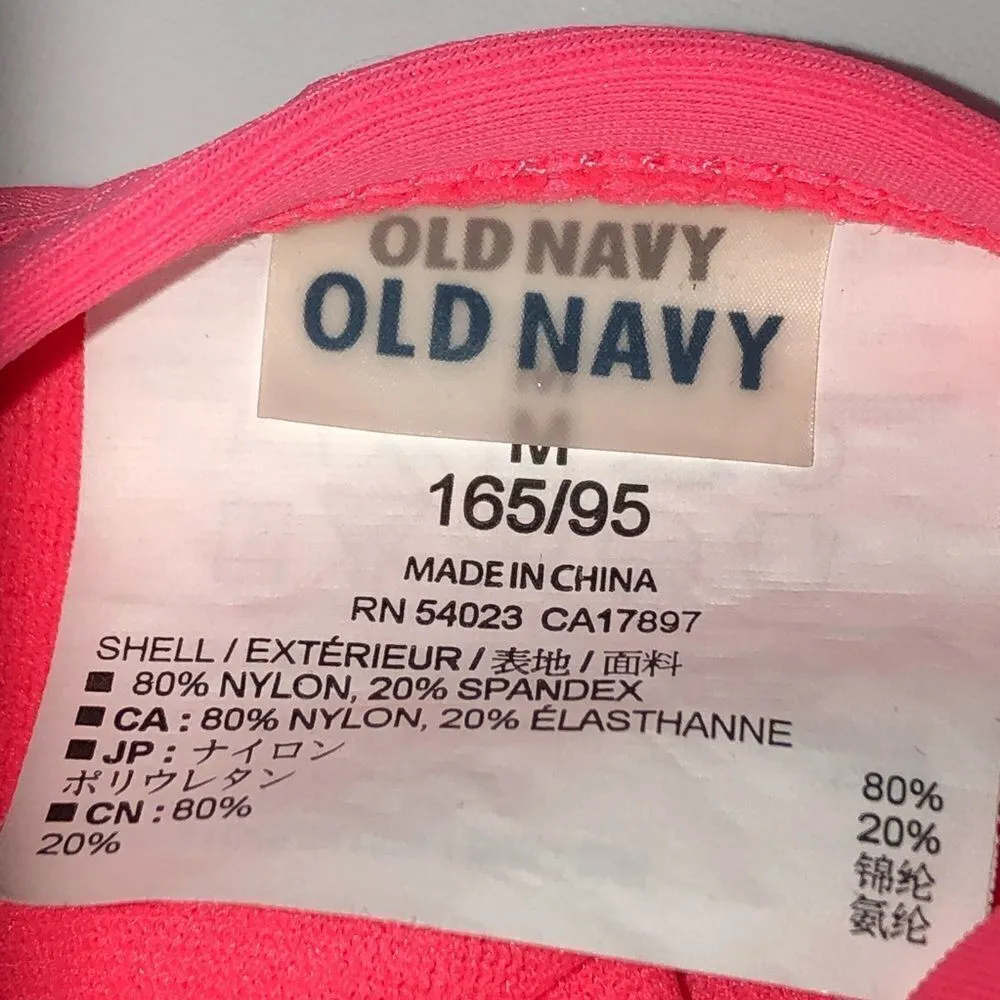 OLD NAVY
OLD NAVY
M
165/95
MADE IN CHINA
RN 54023 CA17897
SHELL / EXTÉRIEUR / 表地 / 面料
■ 80% NYLON, 20% SPANDEX
■ CA : 80% NYLON, 20% ÉLASTHANNE
■ JP : ナイロン 80%
ポリウレタン 20%
■ CN : 80% 锦纶
20% 氨纶